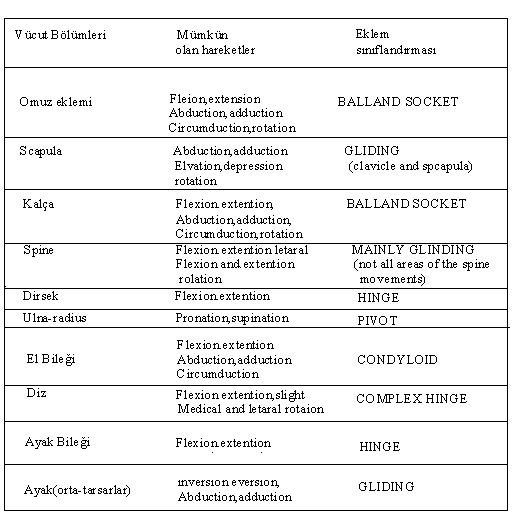 Vücut Bölümleri Mümkün Eklem
olan hareketler sınıflandırması
Omuz eklemi Fleion,extension BALLAND SOCKET
Abduction,adduction
Circumduction,rotation
Scapula Abduction,adduction GLIDING
Elvation,depression (clavicle and spcapula)
rotation
Kalça Flexion.extention, BALLAND SOCKET
Abduction,adduction,
Circumduction,rotation
Spine Flexion.extention letaral MAINLY GLINDING
Flexion and extention (not all areas of the spine
rolation movements)
Dirsek Flexion.extention HINGE
Ulna-radius Pronation,supination PIVOT
Flexion.extention
El Bileği Abduction,adduction CONDYLOID
Circumduction
Diz Flexion extention,slight COMPLEX HINGE
Medical and letaral rotaion
Ayak Bileği Flexion.extention HINGE
Ayak(orta-tarsarlar) inversion eversion, GLIDING
Abduction,adduction